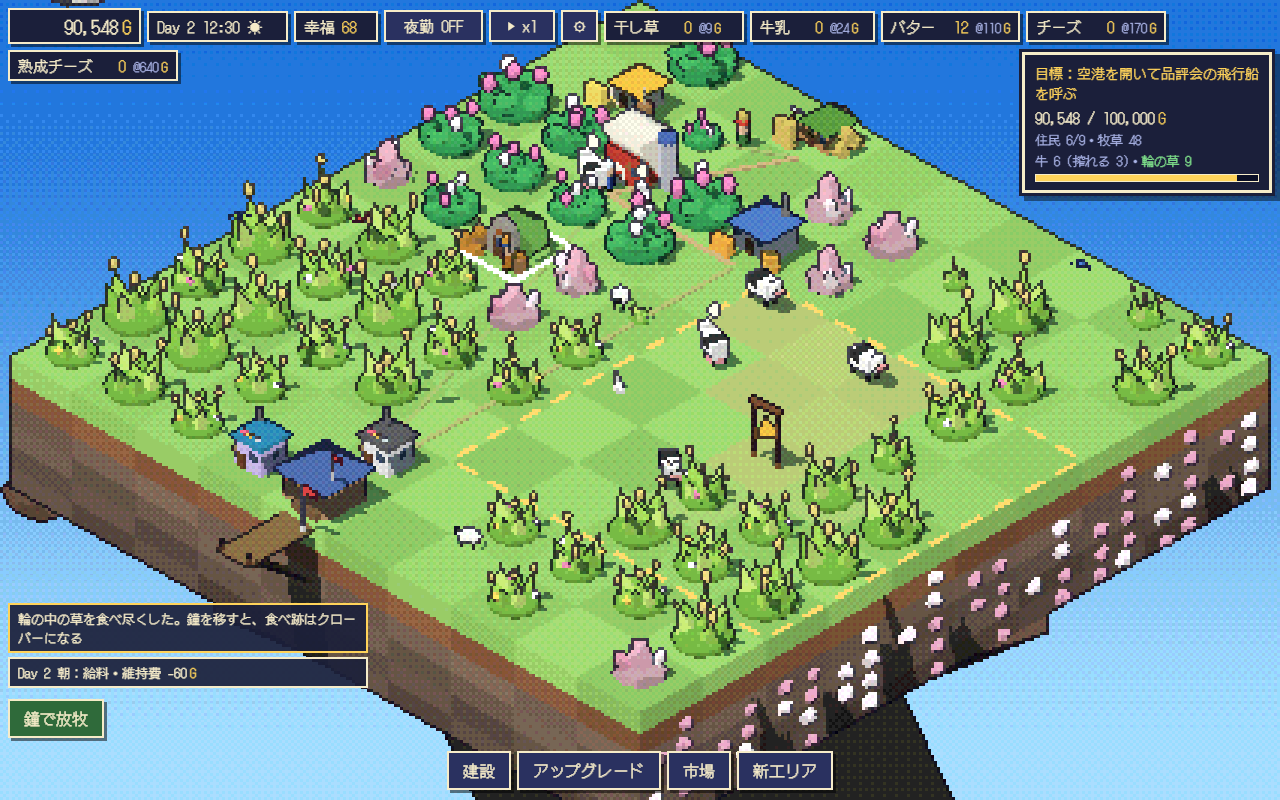 90,548G
Day 2 12:30
幸福 68
夜勤 OFF
x1
干し草 0 @9G
牛乳 0 @24G
バター 12 @110G
チーズ 0 @170G
熟成チーズ 0 @640G
目標：空港を開いて品評会の飛行船
を呼ぶ
90,548 / 100,000G
住民 6/9・牧草 48
牛 6 (搾れる 3)・輪の草 9
輪の中の草を食べ尽くした。鐘を移すと、食べ跡はクロー
バーになる
Day 2 朝：給料・維持費 -60G
鐘で放牧
建設
アップグレード
市場
新エリア